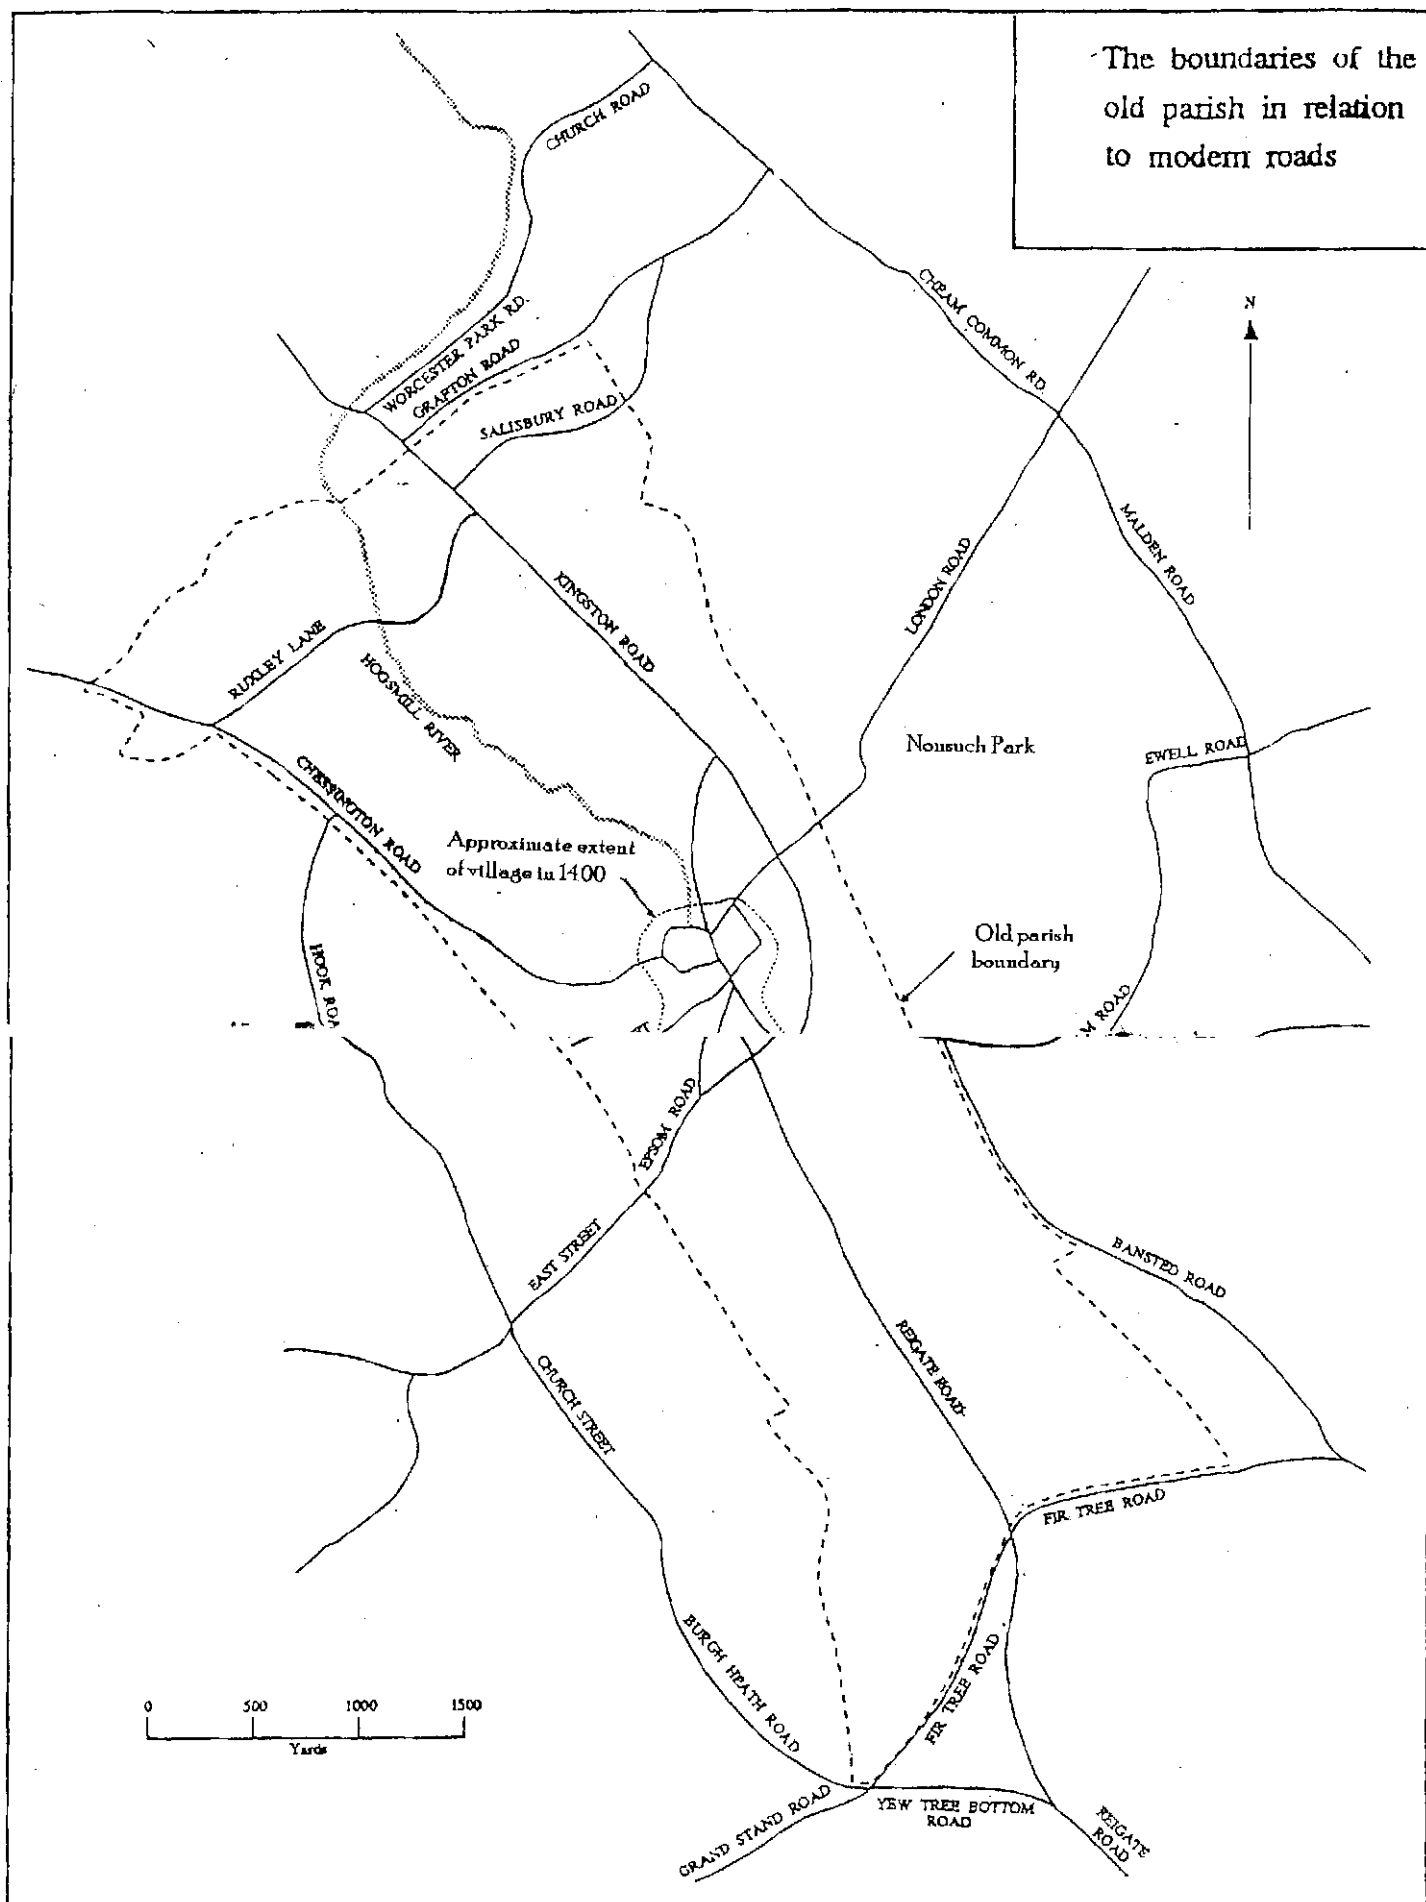 The boundaries of the
old parish in relation
to modern roads
CHURCH ROAD
N
CHEAM COMMON RD.
WORCESTER PARK RD.
GRAFTON ROAD
SALISBURY ROAD
MALDEN ROAD
LONDON ROAD
KINGSTON ROAD
RUXLEY LANE
HOGSMILL RIVER
Nonsuch Park
EWELL ROAD
CHESSINGTON ROAD
Approximate extent
of village in 1400
Old parish
boundary
HOOK ROA
M ROAD
EPSOM ROAD
EAST STREET
BANSTED ROAD
REIGATE ROAD
CHURCH STREET
FIR TREE ROAD
BURGH HEATH ROAD
FIR TREE ROAD
0 500 1000 1500
Yards
GRAND STAND ROAD
YEW TREE BOTTOM
ROAD
REIGATE
ROAD